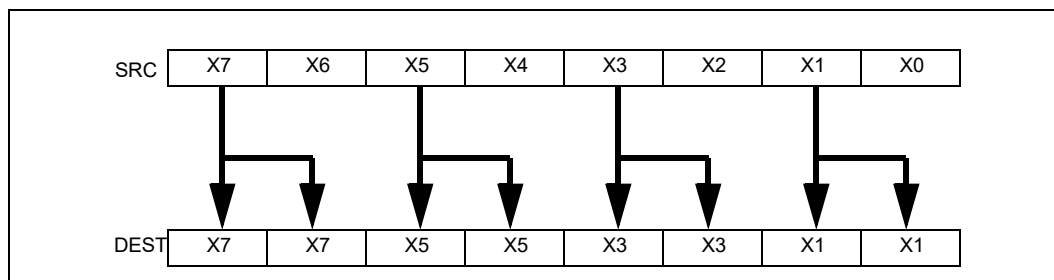 SRC X7 X6 X5 X4 X3 X2 X1 X0
DEST X7 X7 X5 X5 X3 X3 X1 X1